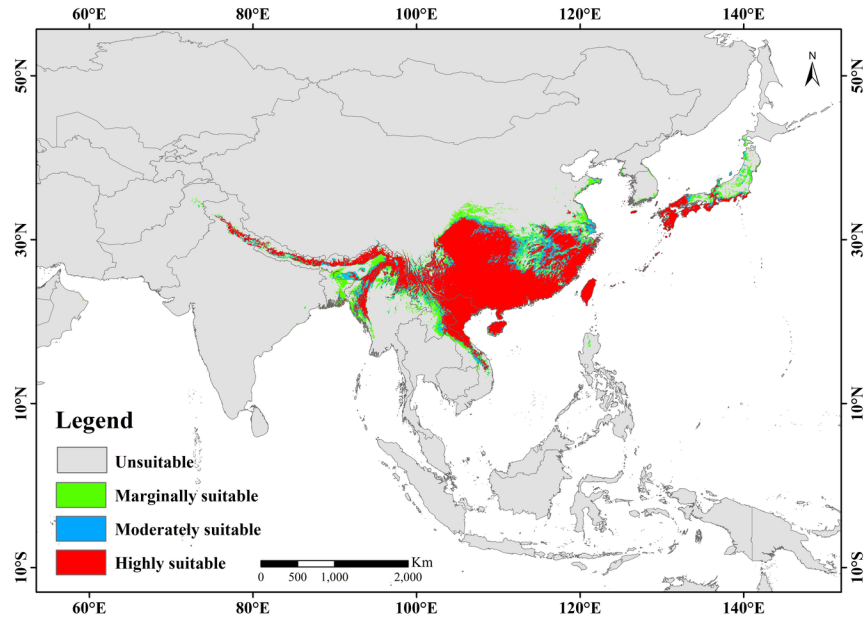 60°E 80°E 100°E 120°E 140°E
50°N 50°N
N
30°N 30°N
10°N 10°N
Legend
Unsuitable
Marginally suitable
Moderately suitable
Highly suitable
Km
0 500 1,000 2,000
10°S 10°S
60°E 80°E 100°E 120°E 140°E